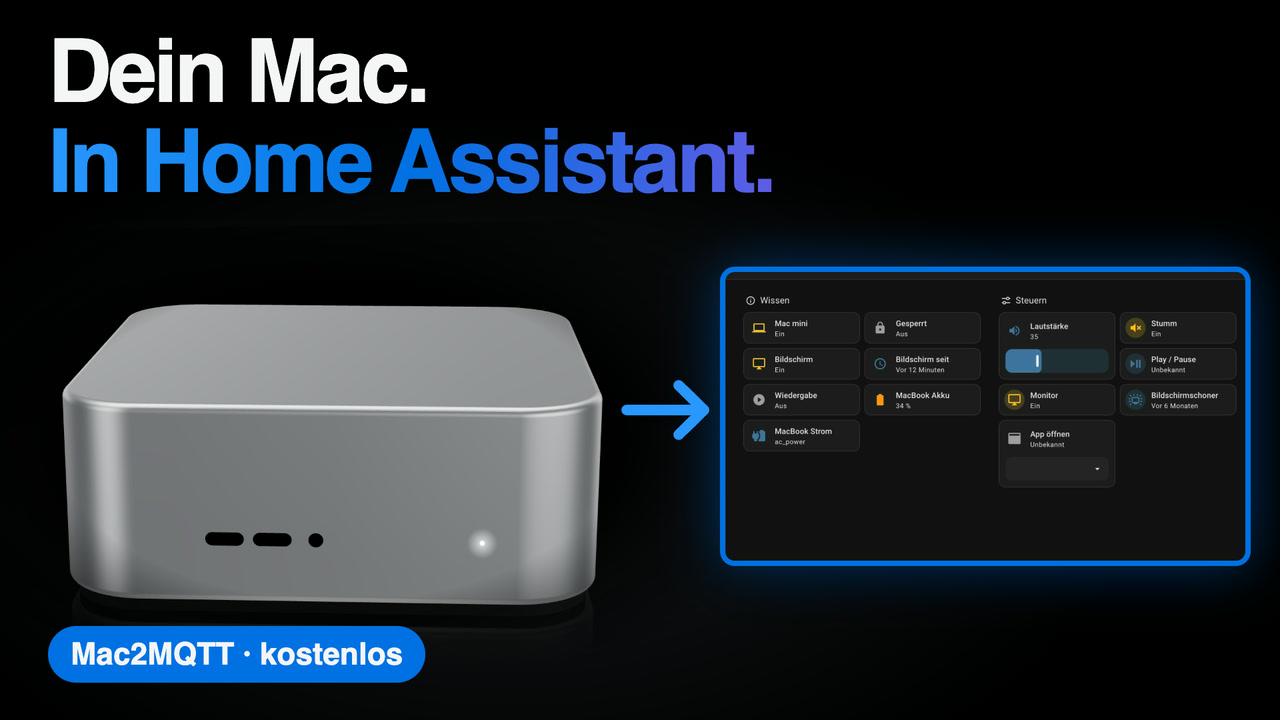 Dein Mac.
In Home Assistant.
Wissen
Mac mini
Ein
Gesperrt
Aus
Bildschirm
Ein
Bildschirm seit
Vor 12 Minuten
Wiedergabe
Aus
MacBook Akku
34 %
MacBook Strom
ac_power
Steuern
Lautstärke
35
Stumm
Ein
Play / Pause
Unbekannt
Monitor
Ein
Bildschirmschoner
Vor 6 Monaten
App öffnen
Unbekannt
Mac2MQTT · kostenlos